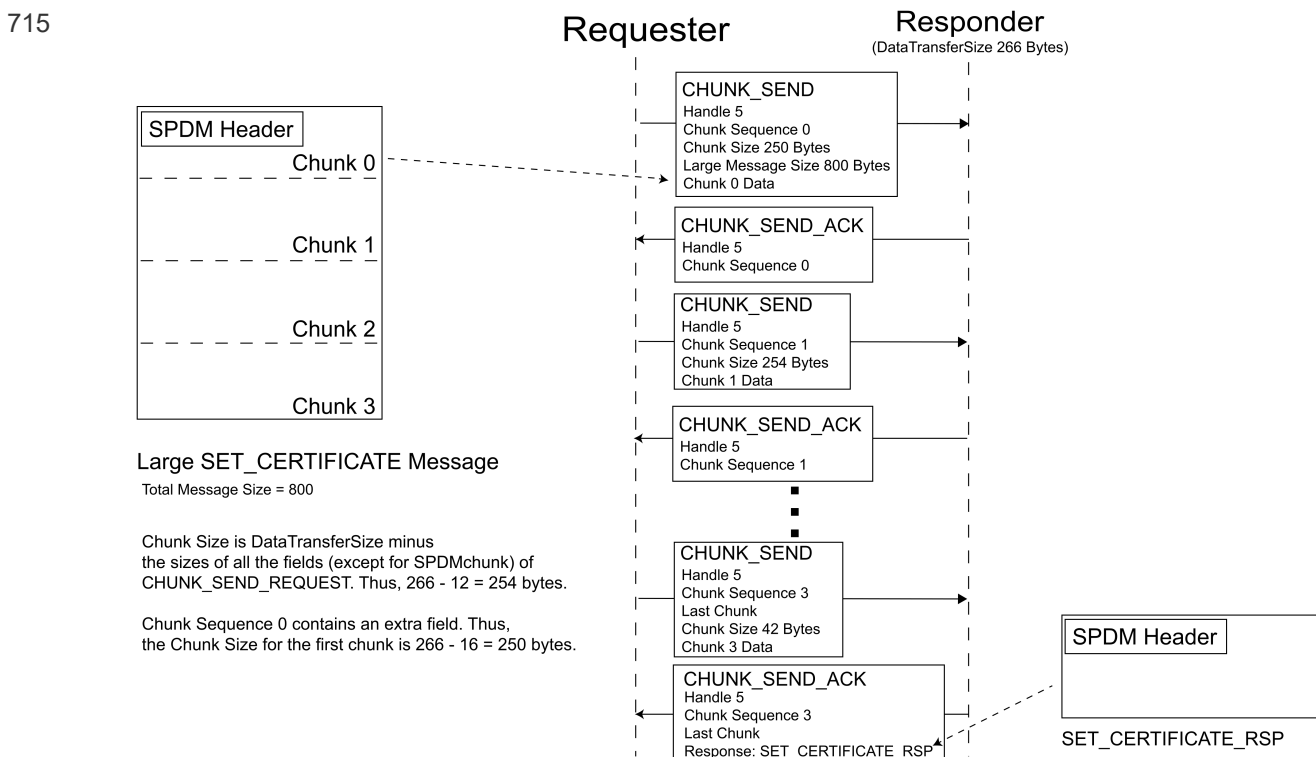 715
Requester
Responder
(DataTransferSize 266 Bytes)
SPDM Header
Chunk 0
Chunk 1
Chunk 2
Chunk 3
Large SET_CERTIFICATE Message
Total Message Size = 800
Chunk Size is DataTransferSize minus
the sizes of all the fields (except for SPDMchunk) of
CHUNK_SEND_REQUEST. Thus, 266 - 12 = 254 bytes.
Chunk Sequence 0 contains an extra field. Thus,
the Chunk Size for the first chunk is 266 - 16 = 250 bytes.
CHUNK_SEND
Handle 5
Chunk Sequence 0
Chunk Size 250 Bytes
Large Message Size 800 Bytes
Chunk 0 Data
CHUNK_SEND_ACK
Handle 5
Chunk Sequence 0
CHUNK_SEND
Handle 5
Chunk Sequence 1
Chunk Size 254 Bytes
Chunk 1 Data
CHUNK_SEND_ACK
Handle 5
Chunk Sequence 1
CHUNK_SEND
Handle 5
Chunk Sequence 3
Last Chunk
Chunk Size 42 Bytes
Chunk 3 Data
CHUNK_SEND_ACK
Handle 5
Chunk Sequence 3
Last Chunk
Response: SET_CERTIFICATE_RSP
SPDM Header
SET_CERTIFICATE_RSP